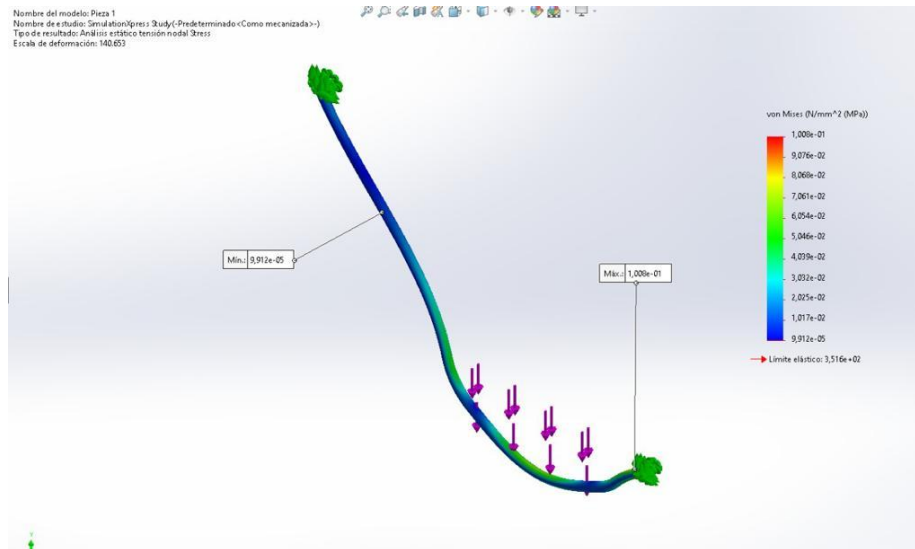 Nombre del modelo: Pieza 1
Nombre de estudio: SimulationXpress Study(-Predeterminado<Como mecanizada>-)
Tipo de resultado: Análisis estático tensión nodal Stress
Escala de deformación: 140.653
von Mises (N/mm^2 (MPa))
1,008e-01
9,076e-02
8,068e-02
7,061e-02
6,054e-02
5,046e-02
4,039e-02
3,032e-02
2,025e-02
1,017e-02
9,912e-05
Límite elástico: 3,516e+02
Mín.: 9,912e-05
Máx.: 1,008e-01
Y